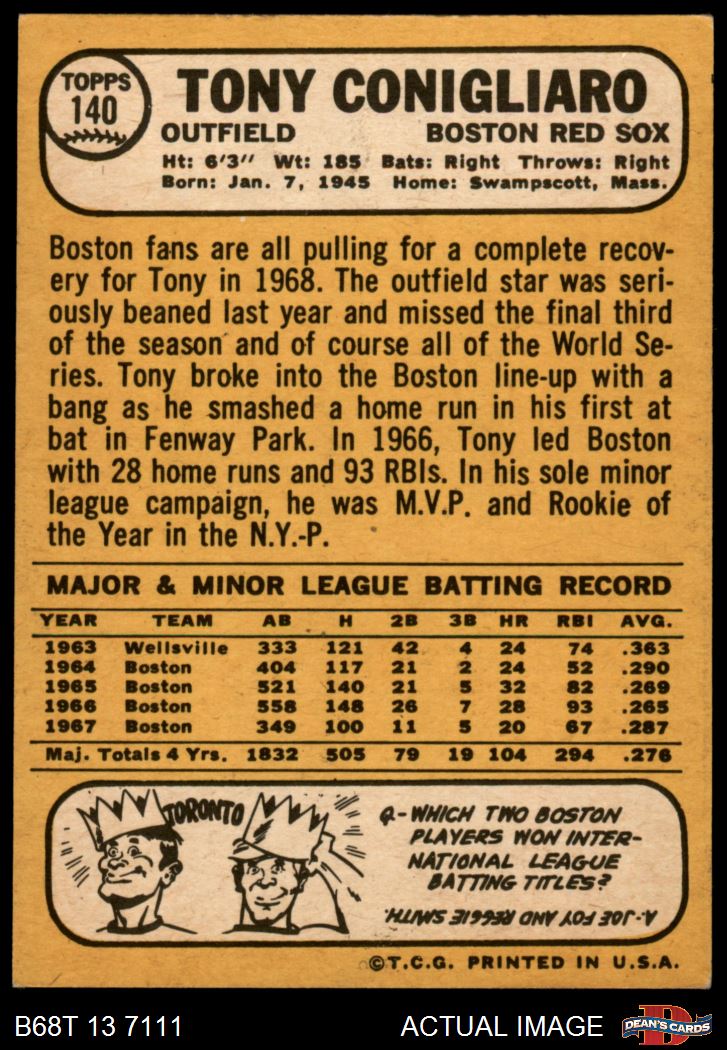 TOPPS
140
TONY CONIGLIARO
OUTFIELD BOSTON RED SOX
Ht: 6'3" Wt: 185 Bats: Right Throws: Right
Born: Jan. 7, 1945 Home: Swampscott, Mass.
Boston fans are all pulling for a complete recov-
ery for Tony in 1968. The outfield star was seri-
ously beaned last year and missed the final third
of the season and of course all of the World Se-
ries. Tony broke into the Boston line-up with a
bang as he smashed a home run in his first at
bat in Fenway Park. In 1966, Tony led Boston
with 28 home runs and 93 RBIs. In his sole minor
league campaign, he was M.V.P. and Rookie of
the Year in the N.Y.-P.
MAJOR & MINOR LEAGUE BATTING RECORD
YEAR TEAM AB H 2B 3B HR RBI AVG.
1963 Wellsville 333 121 42 4 24 74 .363
1964 Boston 404 117 21 2 24 52 .290
1965 Boston 521 140 21 5 32 82 .269
1966 Boston 558 148 26 7 28 93 .265
1967 Boston 349 100 11 5 20 67 .287
Maj. Totals 4 Yrs. 1832 505 79 19 104 294 .276
TORONTO
Q-WHICH TWO BOSTON
PLAYERS WON INTER-
NATIONAL LEAGUE
BATTING TITLES?
A-JOE FOY AND REGGIE SMITH
©T.C.G. PRINTED IN U.S.A.
B68T 13 7111 ACTUAL IMAGE
D
DEAN'S CARDS